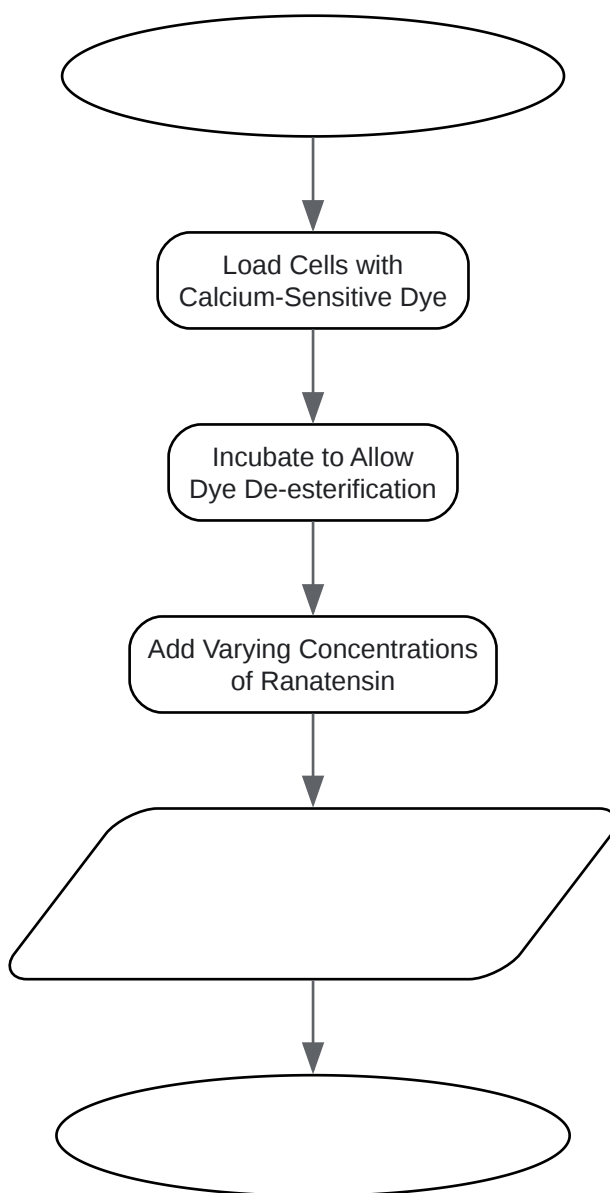 Load Cells with
Calcium-Sensitive Dye
Incubate to Allow
Dye De-esterification
Add Varying Concentrations
of Ranatensin